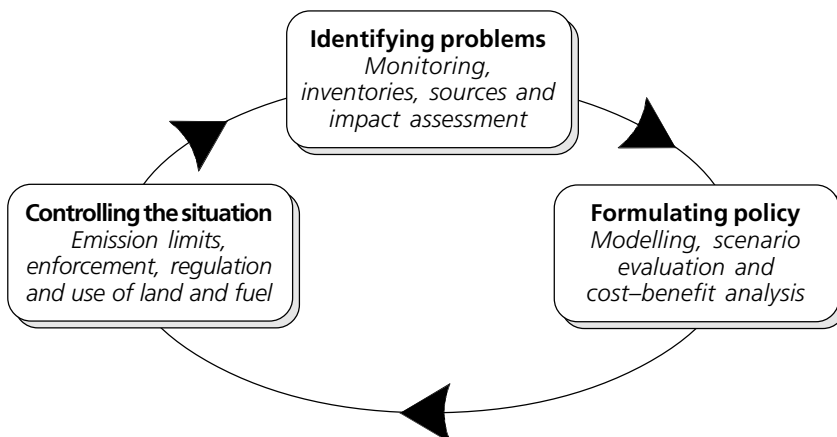 Identifying problems
Monitoring,
inventories, sources and
impact assessment
Controlling the situation
Emission limits,
enforcement, regulation
and use of land and fuel
Formulating policy
Modelling, scenario
evaluation and
cost–benefit analysis